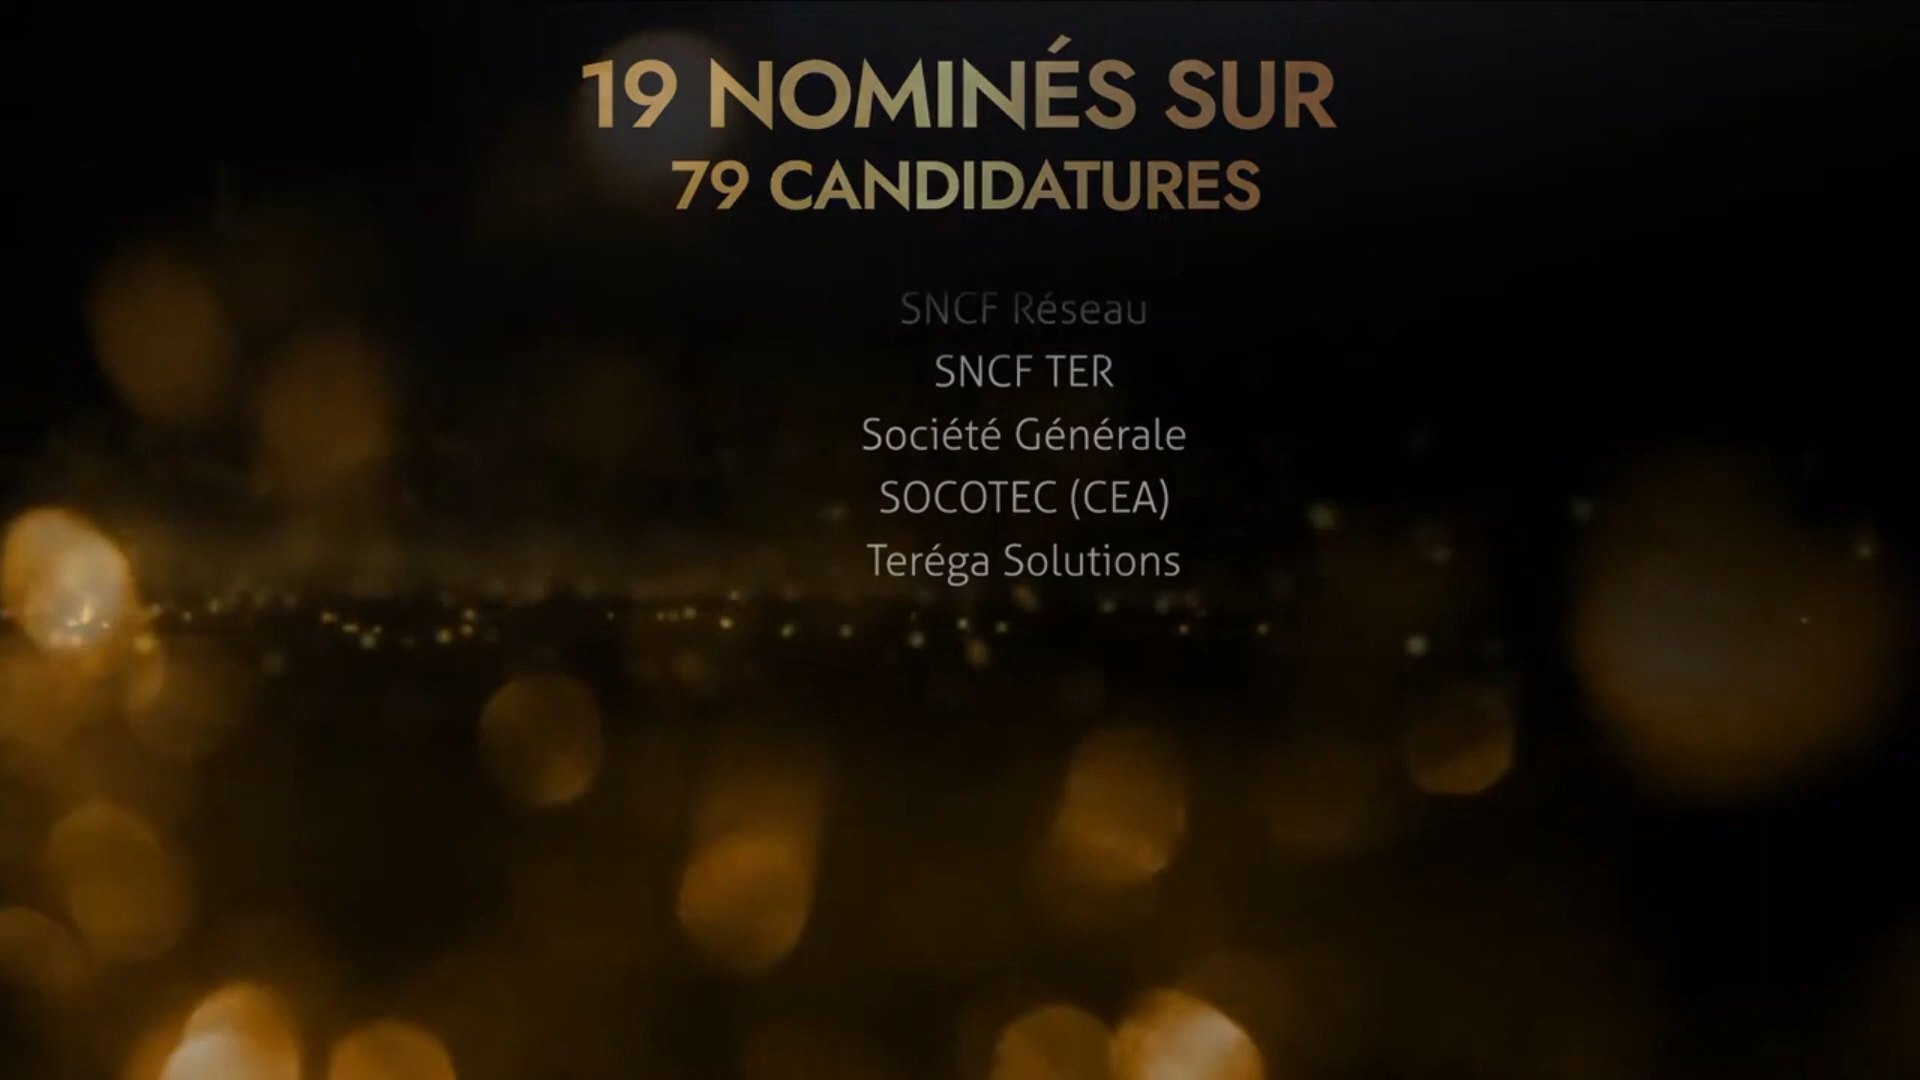 19 NOMINÉS SUR
79 CANDIDATURES
SNCF Réseau
SNCF TER
Société Générale
SOCOTEC (CEA)
Teréga Solutions